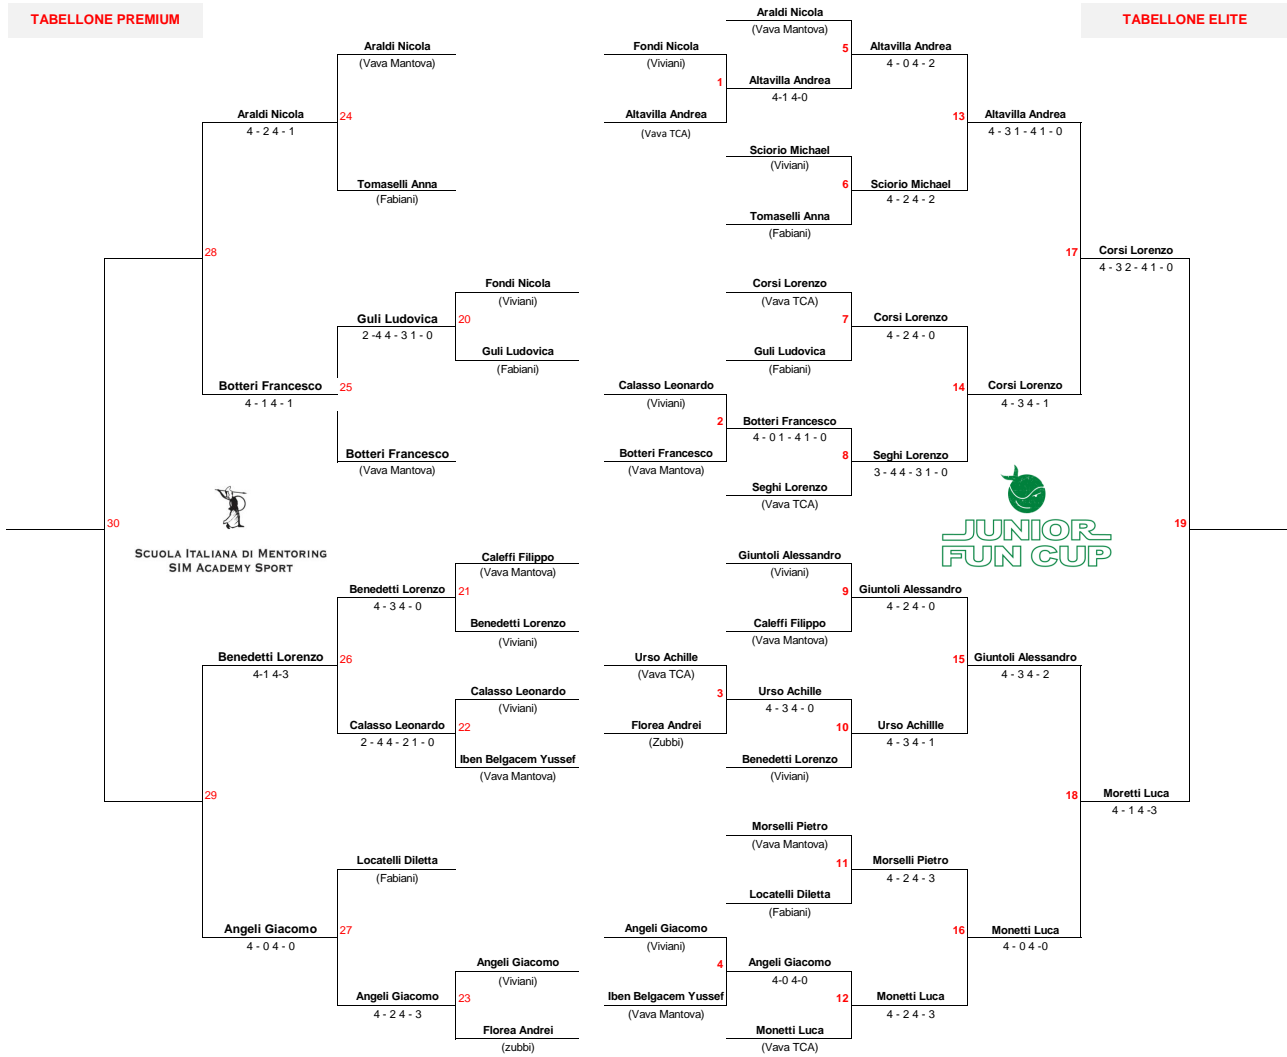 TABELLONE PREMIUM
TABELLONE ELITE
Araldi Nicola
(Vava Mantova)
24
Araldi Nicola
4 - 2 4 - 1
Tomaselli Anna
(Fabiani)
28
Fondi Nicola
(Viviani)
20
Guli Ludovica
2 -4 4 - 3 1 - 0
Guli Ludovica
(Fabiani)
Botteri Francesco
4 - 1 4 - 1
25
Botteri Francesco
(Vava Mantova)
30
SCUOLA ITALIANA DI MENTORING
SIM ACADEMY SPORT
Caleffi Filippo
(Vava Mantova)
21
Benedetti Lorenzo
4 - 3 4 - 0
Benedetti Lorenzo
(Viviani)
Benedetti Lorenzo
4-1 4-3
26
Calasso Leonardo
(Viviani)
22
Calasso Leonardo
2 - 4 4 - 2 1 - 0
Iben Belgacem Yussef
(Vava Mantova)
29
Locatelli Diletta
(Fabiani)
27
Angeli Giacomo
4 - 0 4 - 0
Angeli Giacomo
(Viviani)
23
Angeli Giacomo
4 - 2 4 - 3
Florea Andrei
(zubbi)
Araldi Nicola
(Vava Mantova)
5
Altavilla Andrea
4 - 0 4 - 2
Fondi Nicola
(Viviani)
1
Altavilla Andrea
4-1 4-0
Altavilla Andrea
(Vava TCA)
13
Altavilla Andrea
4 - 3 1 - 4 1 - 0
Sciorio Michael
(Viviani)
6
Sciorio Michael
4 - 2 4 - 2
Tomaselli Anna
(Fabiani)
17
Corsi Lorenzo
4 - 3 2 - 4 1 - 0
Corsi Lorenzo
(Vava TCA)
7
Corsi Lorenzo
4 - 2 4 - 0
Guli Ludovica
(Fabiani)
14
Corsi Lorenzo
4 - 3 4 - 1
Calasso Leonardo
(Viviani)
2
Botteri Francesco
4 - 0 1 - 4 1 - 0
Botteri Francesco
(Vava Mantova)
8
Seghi Lorenzo
3 - 4 4 - 3 1 - 0
Seghi Lorenzo
(Vava TCA)
19
JUNIOR
FUN CUP
Giuntoli Alessandro
(Viviani)
9
Giuntoli Alessandro
4 - 2 4 - 0
Caleffi Filippo
(Vava Mantova)
15
Giuntoli Alessandro
4 - 3 4 - 2
Urso Achille
(Vava TCA)
3
Urso Achille
4 - 3 4 - 0
Florea Andrei
(Zubbi)
10
Urso Achillle
4 - 3 4 - 1
Benedetti Lorenzo
(Viviani)
18
Moretti Luca
4 - 1 4 -3
Morselli Pietro
(Vava Mantova)
11
Morselli Pietro
4 - 2 4 - 3
Locatelli Diletta
(Fabiani)
16
Monetti Luca
4 - 0 4 -0
Angeli Giacomo
(Viviani)
4
Angeli Giacomo
4-0 4-0
Iben Belgacem Yussef
(Vava Mantova)
12
Monetti Luca
4 - 2 4 - 3
Monetti Luca
(Vava TCA)